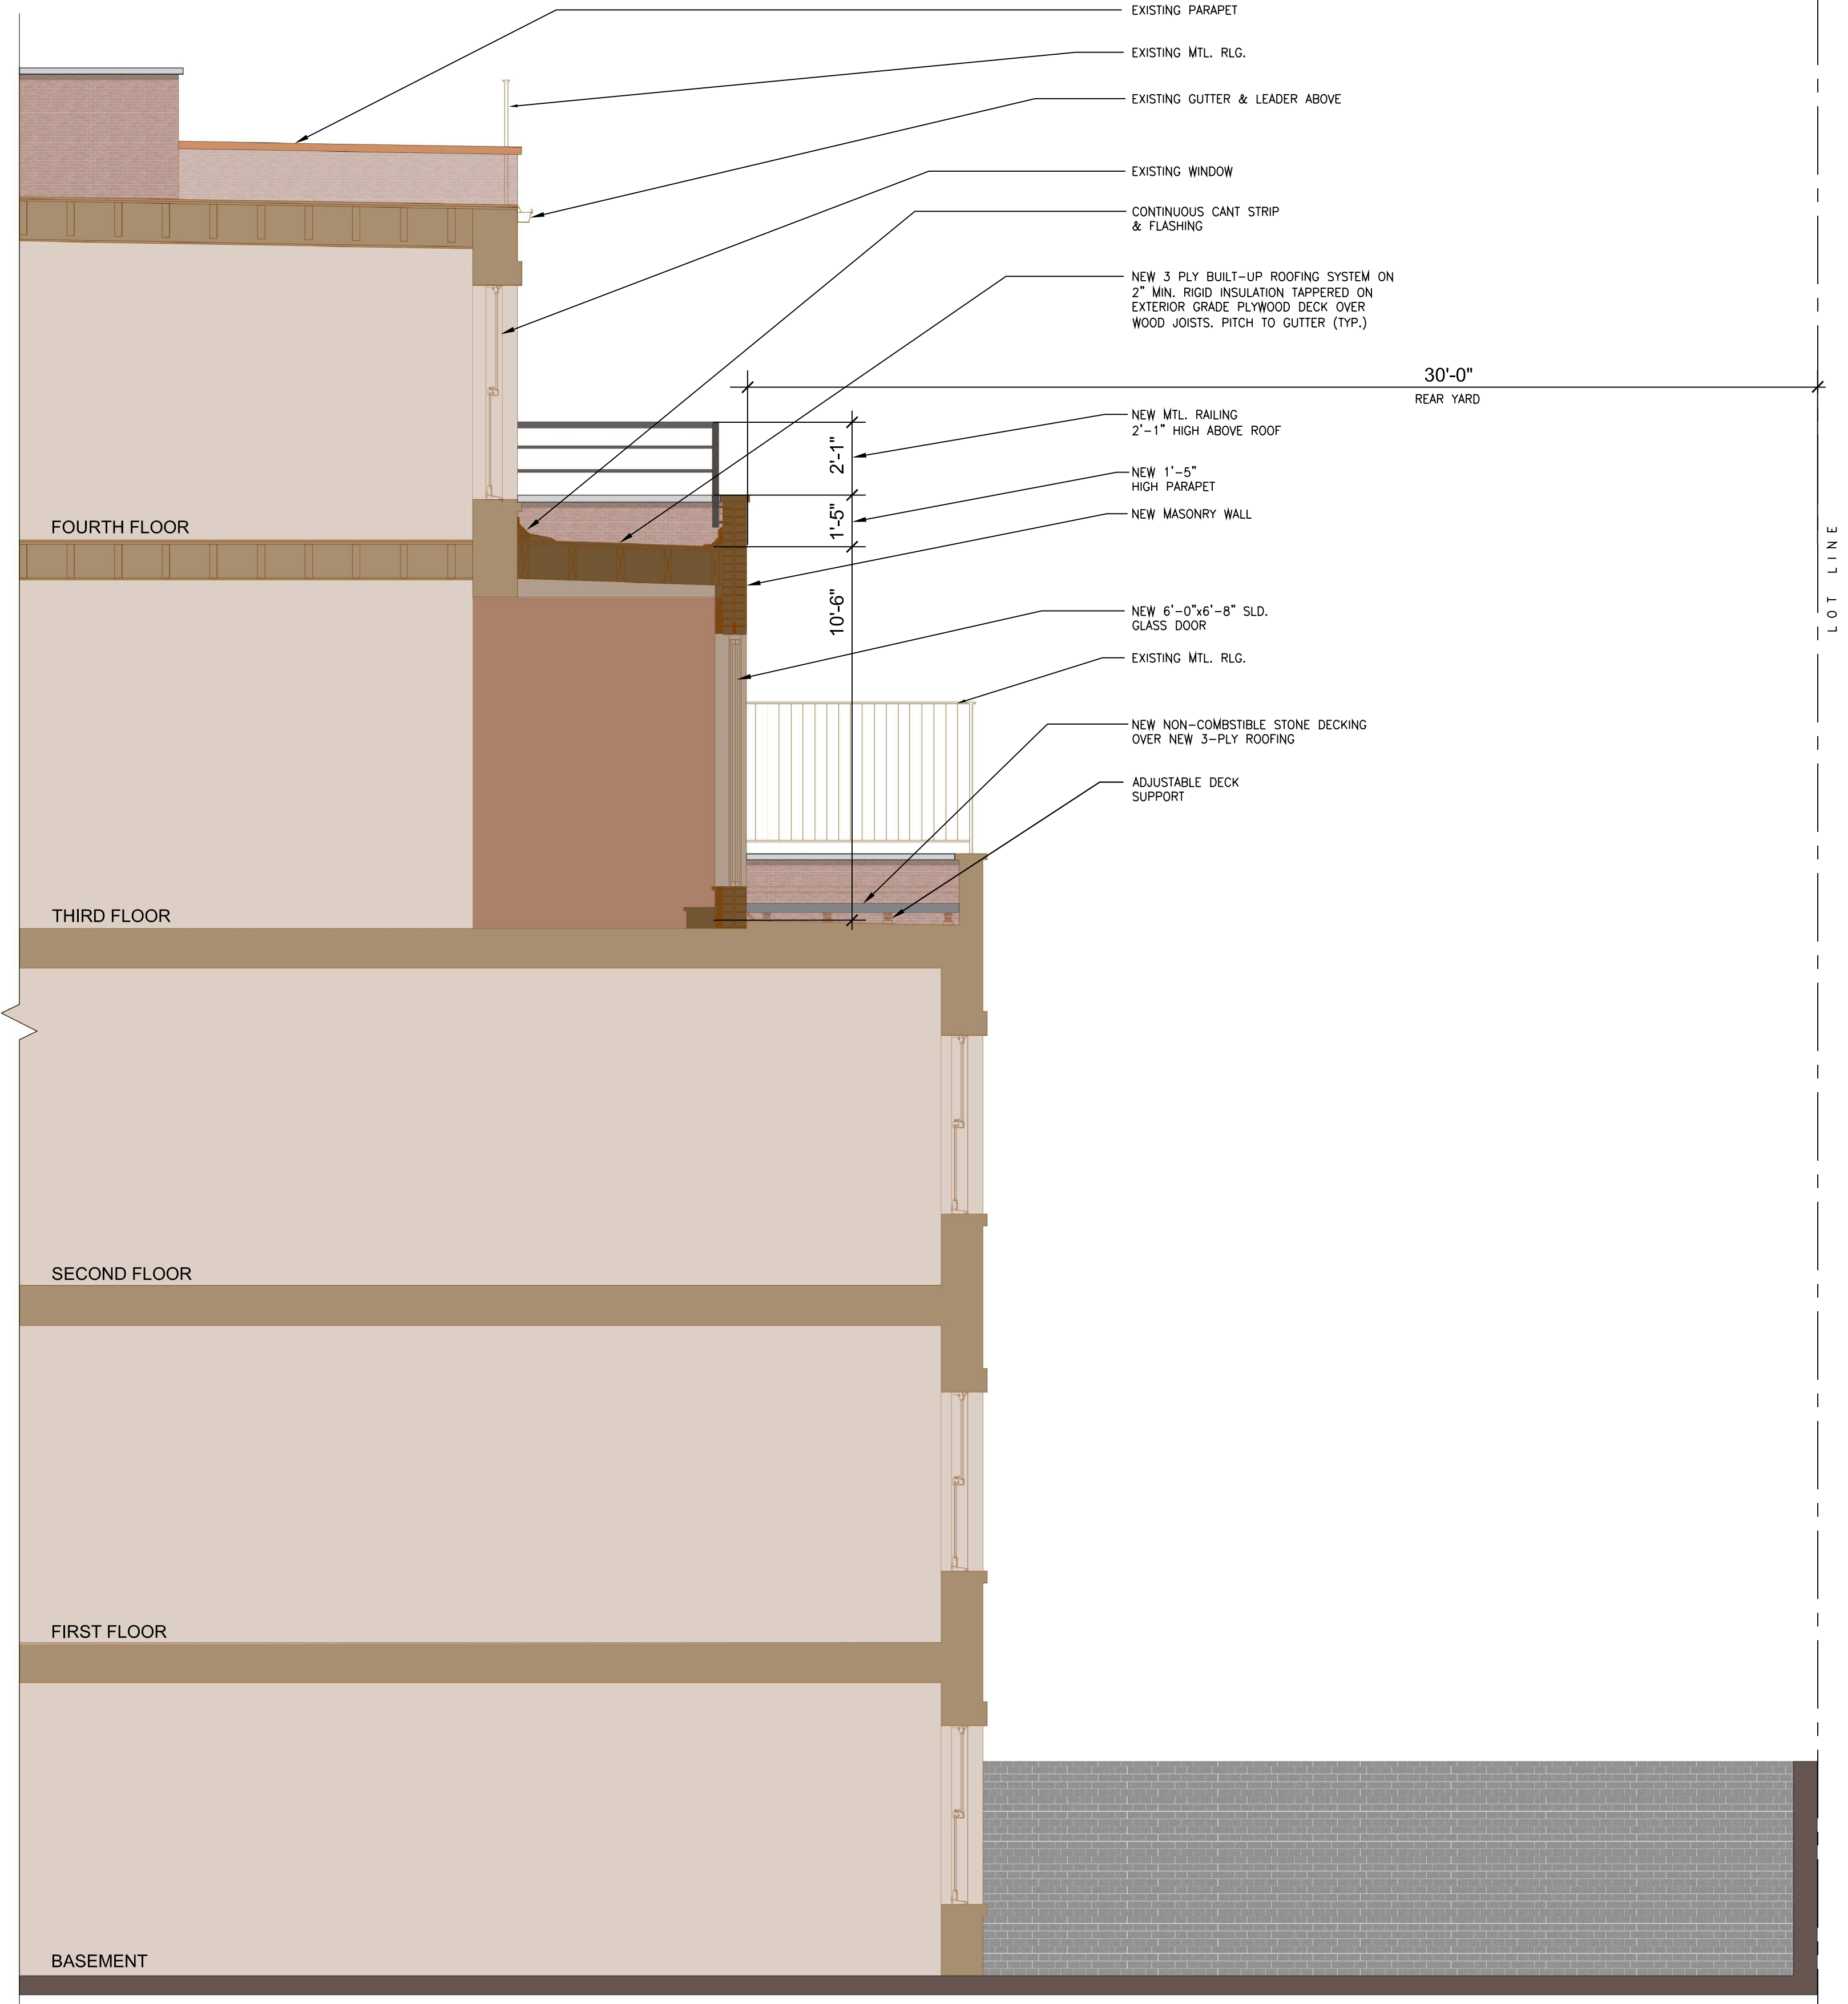 EXISTING PARAPET
EXISTING MTL. RLG.
EXISTING GUTTER & LEADER ABOVE
EXISTING WINDOW
CONTINUOUS CANT STRIP
& FLASHING
NEW 3 PLY BUILT-UP ROOFING SYSTEM ON
2" MIN. RIGID INSULATION TAPPERED ON
EXTERIOR GRADE PLYWOOD DECK OVER
WOOD JOISTS. PITCH TO GUTTER (TYP.)
30'-0"
REAR YARD
NEW MTL. RAILING
2'-1" HIGH ABOVE ROOF
2'-1"
NEW 1'-5"
HIGH PARAPET
1'-5"
NEW MASONRY WALL
FOURTH FLOOR
LOT LINE
10'-6"
NEW 6'-0"x6'-8" SLD.
GLASS DOOR
EXISTING MTL. RLG.
NEW NON-COMBSTIBLE STONE DECKING
OVER NEW 3-PLY ROOFING
ADJUSTABLE DECK
SUPPORT
THIRD FLOOR
SECOND FLOOR
FIRST FLOOR
BASEMENT